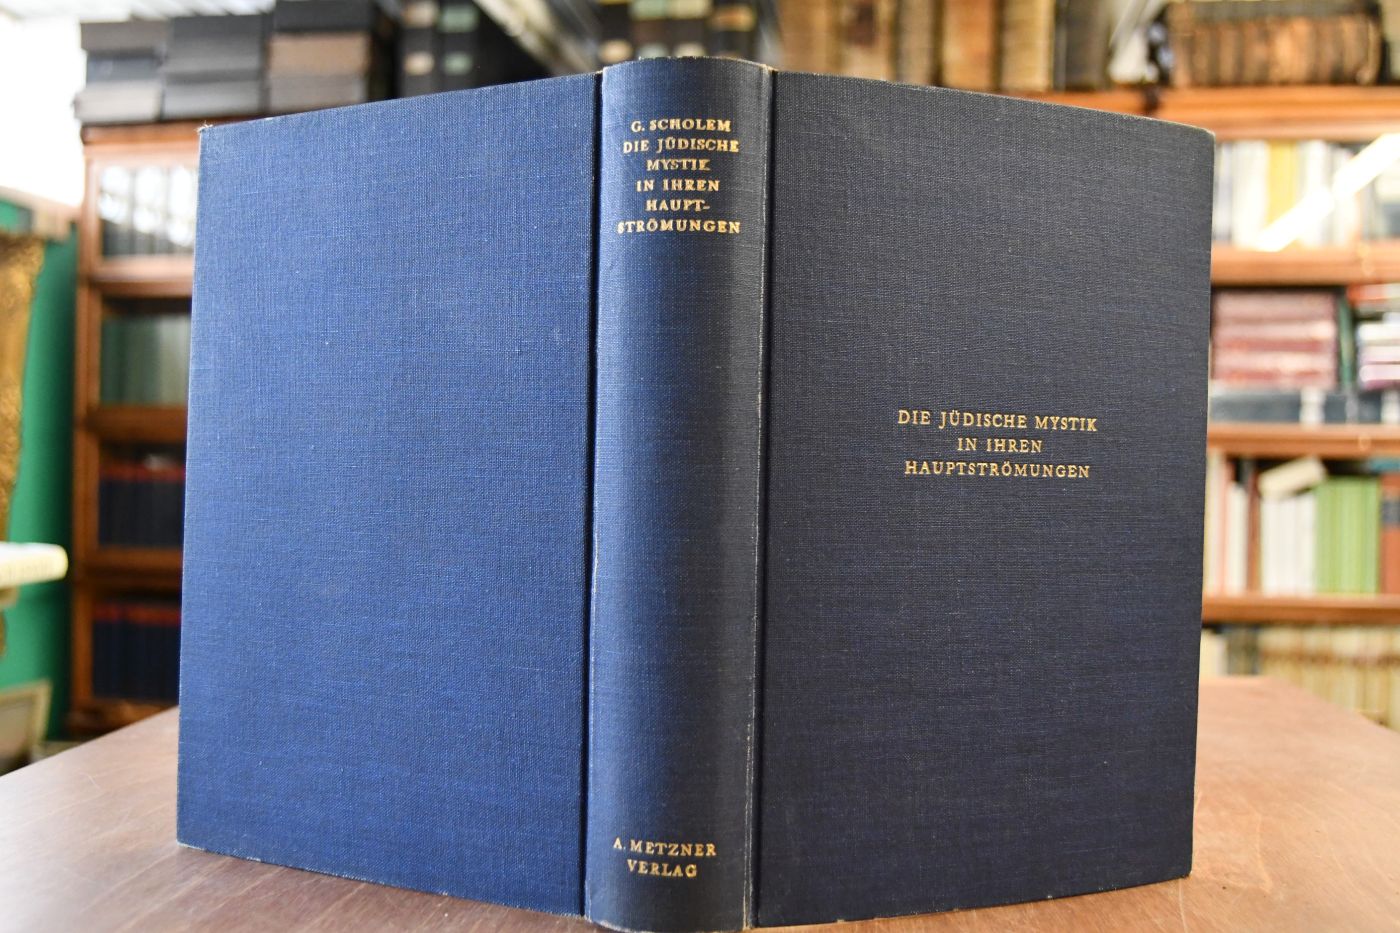 G. SCHOLEM
DIE JÜDISCHE
MYSTIK
IN IHREN
HAUPT-
STRÖMUNGEN
A. METZNER
VERLAG
DIE JÜDISCHE MYSTIK
IN IHREN
HAUPTSTRÖMUNGEN